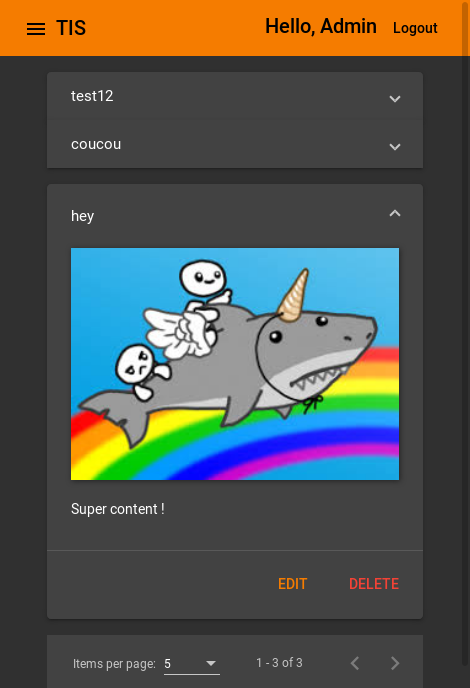 TIS
Hello, Admin
Logout
test12
coucou
hey
Super content !
EDIT
DELETE
Items per page: 5
1 - 3 of 3